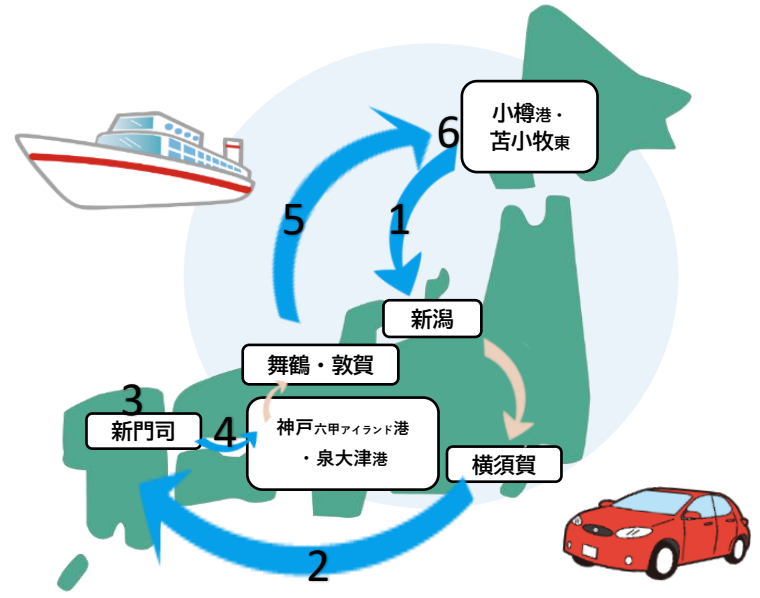 6
小樽港・
苫小牧東
5
1
新潟
舞鶴・敦賀
3
新門司
4
神戸六甲アイランド港
・泉大津港
横須賀
2